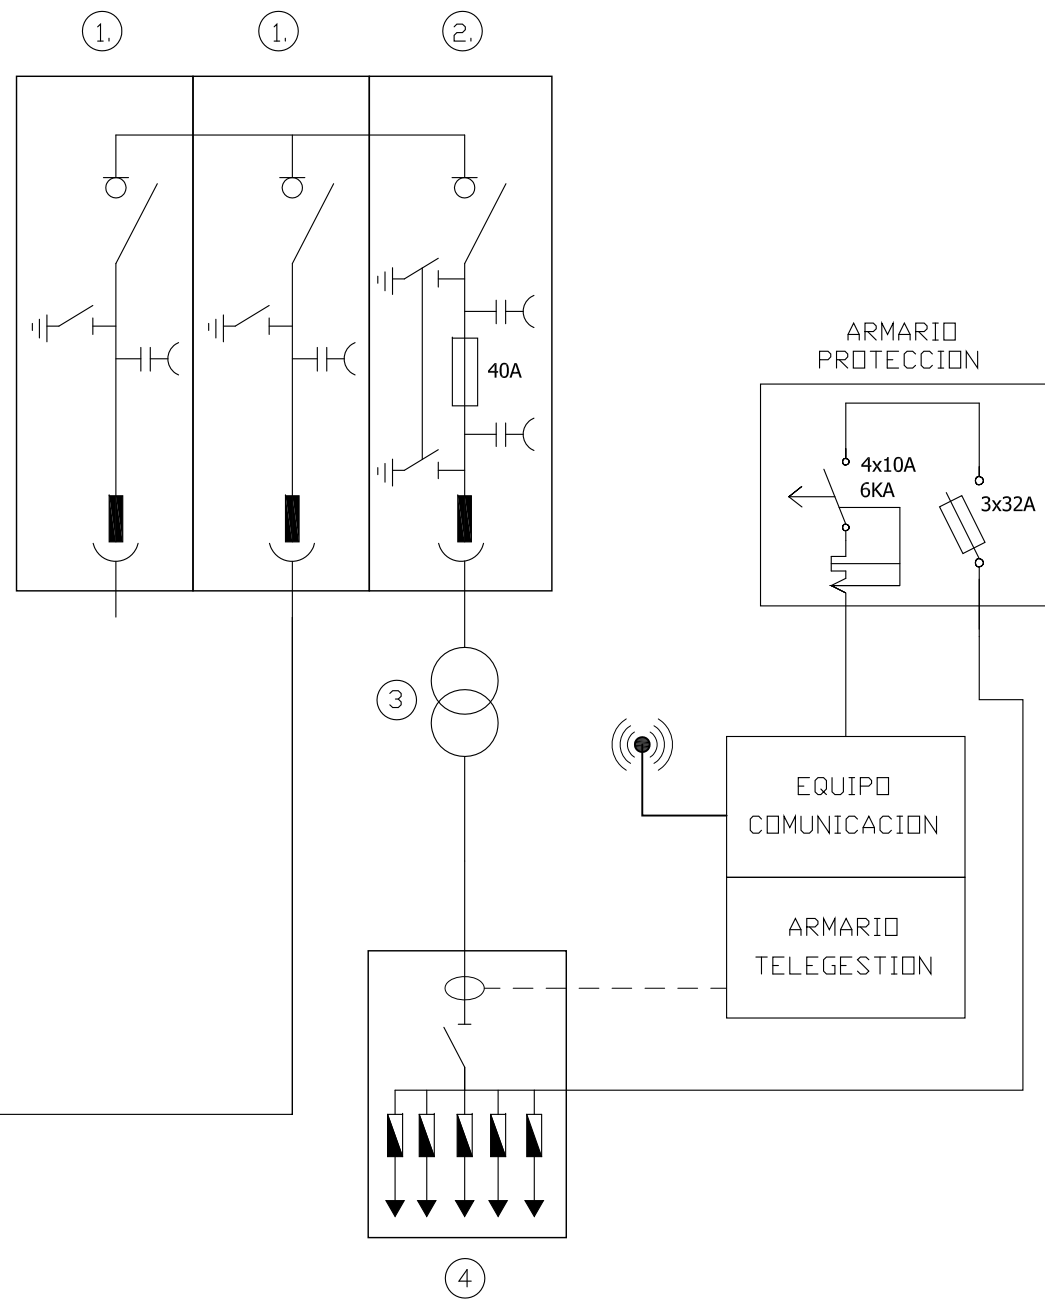 1.
1.
2.
40A
ARMARIO
PROTECCION
4x10A
6KA
3x32A
3
EQUIPO
COMUNICACION
ARMARIO
TELEGESTION
4